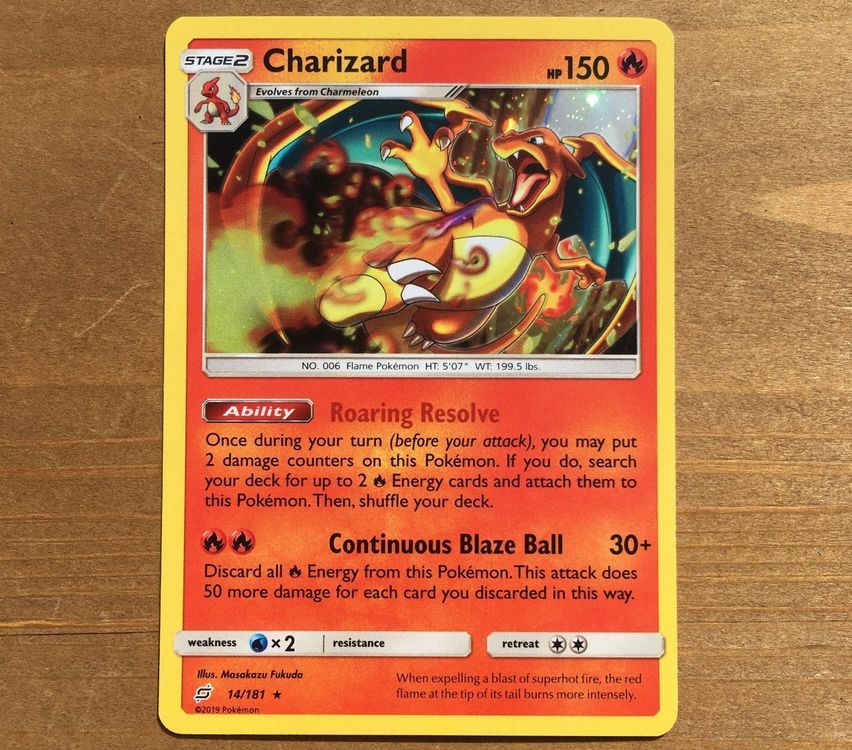 STAGE2 Charizard HP150
Evolves from Charmeleon
NO. 006 Flame Pokémon HT: 5'07" WT: 199.5 lbs.
Ability Roaring Resolve
Once during your turn (before your attack), you may put
2 damage counters on this Pokémon. If you do, search
your deck for up to 2 Energy cards and attach them to
this Pokémon. Then, shuffle your deck.
Continuous Blaze Ball 30+
Discard all Energy from this Pokémon. This attack does
50 more damage for each card you discarded in this way.
weakness ×2 resistance retreat
Illus. Masakazu Fukuda
When expelling a blast of superhot fire, the red
flame at the tip of its tail burns more intensely.
14/181 ★
©2019 Pokémon